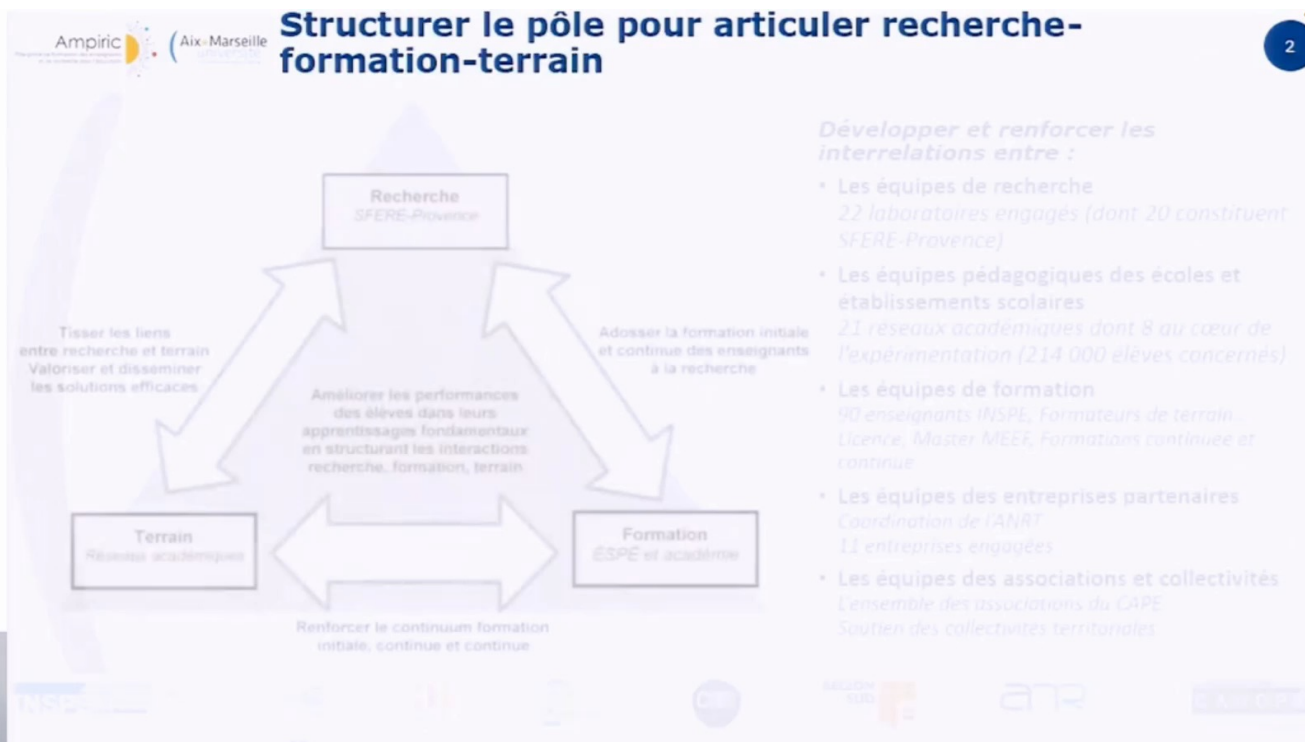 Structurer le pôle pour articuler recherche-
formation-terrain
2
Ampiric
Aix-Marseille
université
Recherche
SFERE-Provence
Tisser les liens
entre recherche et terrain
Valoriser et disseminer
les solutions efficaces
Adosser la formation initiale
et continue des enseignants
à la recherche
Améliorer les performances
des élèves dans leurs
apprentissages fondamentaux
en structurant les interactions
recherche, formation, terrain
Terrain
Réseaux académiques
Formation
ÉSPÉ et académie
Renforcer le continuum formation
initiale, continue et continue
Développer et renforcer les
interrelations entre :
• Les équipes de recherche
22 laboratoires engagés (dont 20 constituent
SFERE-Provence)
• Les équipes pédagogiques des écoles et
établissements scolaires
21 réseaux académiques dont 8 au cœur de
l'expérimentation (214 000 élèves concernés)
• Les équipes de formation
90 enseignants INSPE, Formateurs de terrain...
Licence, Master MEEF, Formations continuée et
continue
• Les équipes des entreprises partenaires
Coordination de l'ANRT
11 entreprises engagées
• Les équipes des associations et collectivités
L'ensemble des associations du CAPE
Soutien des collectivités territoriales
REGION
SUD